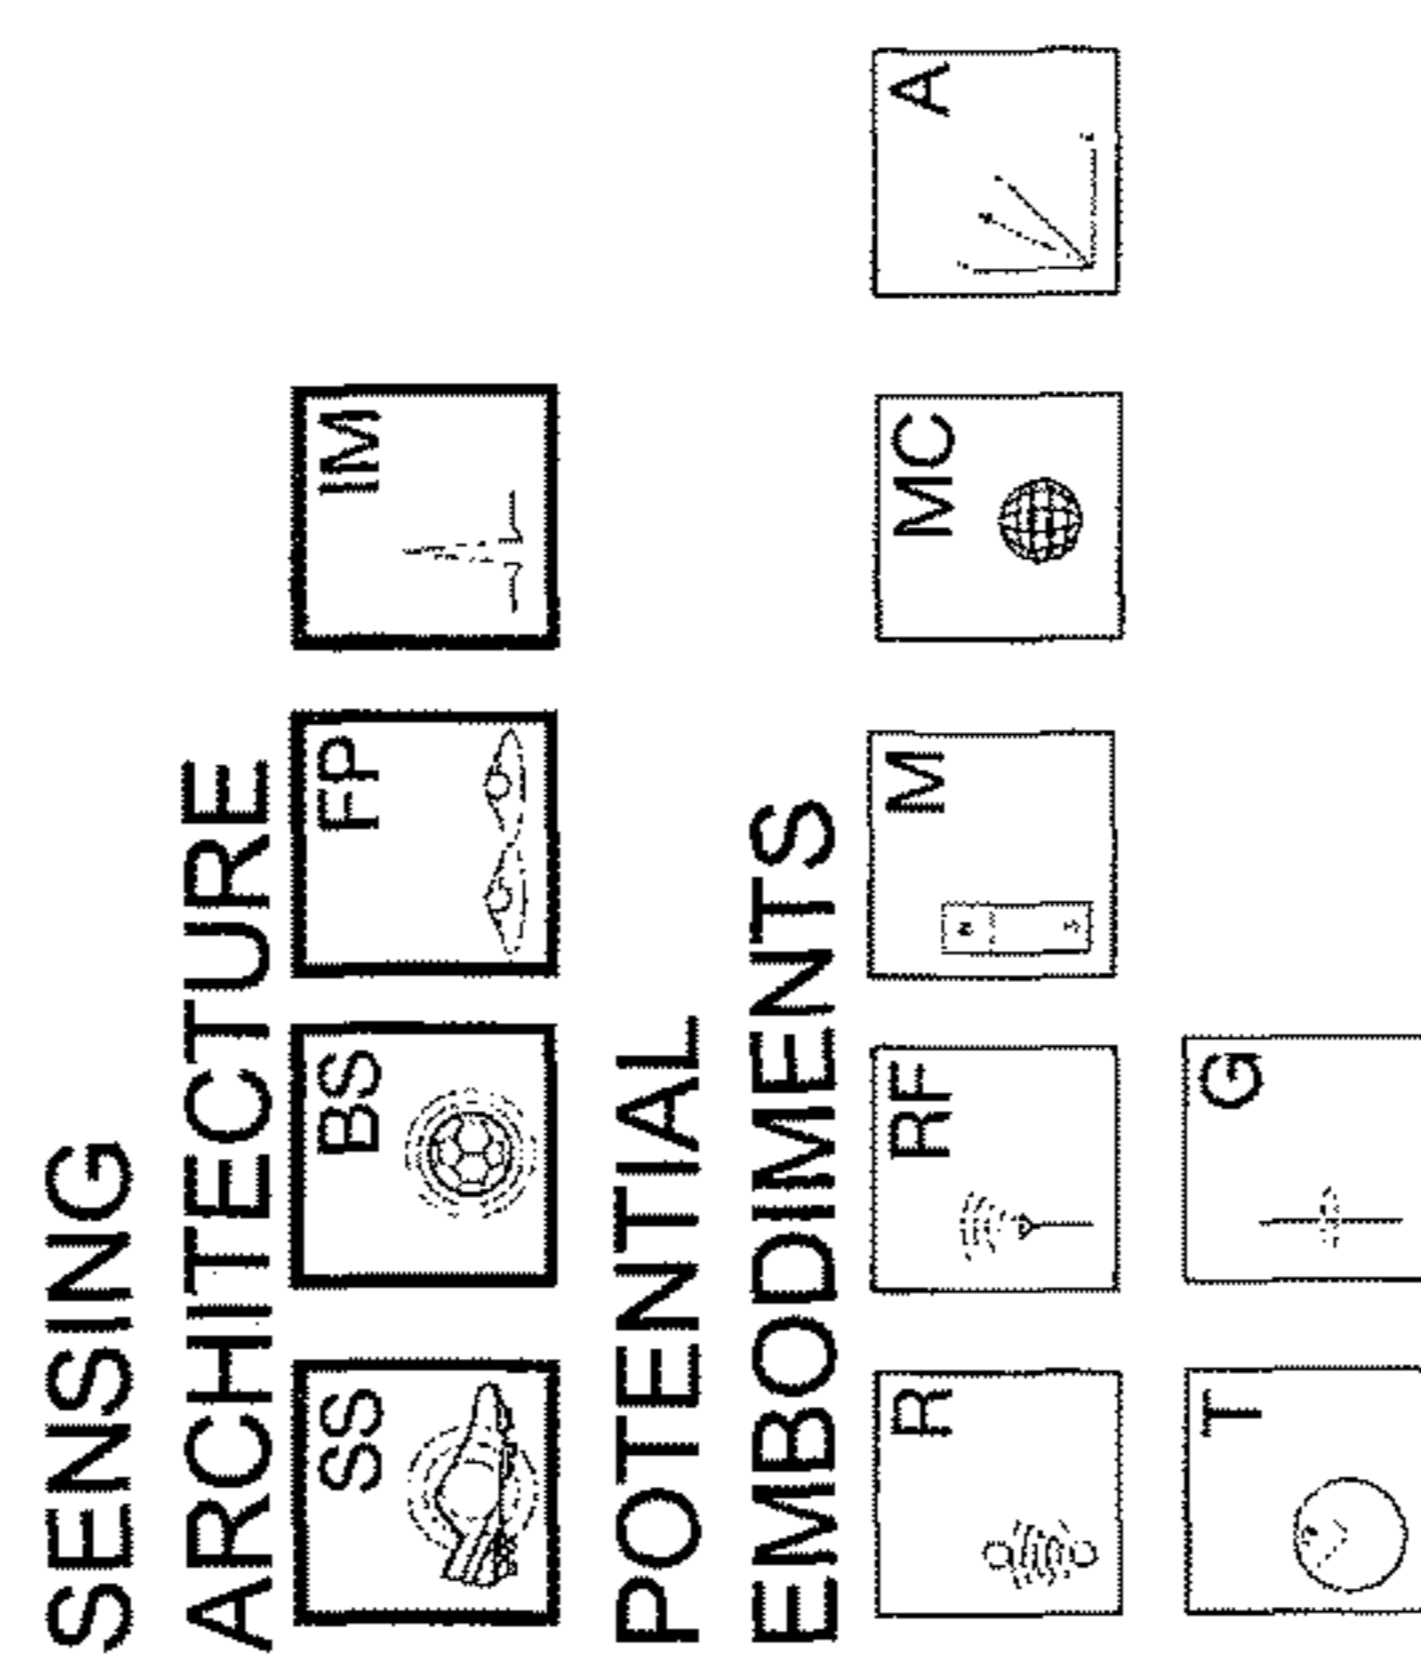 SENSING
ARCHITECTURE
SS BS FP IM
POTENTIAL
EMBODIMENTS
R RF M MC A
T G